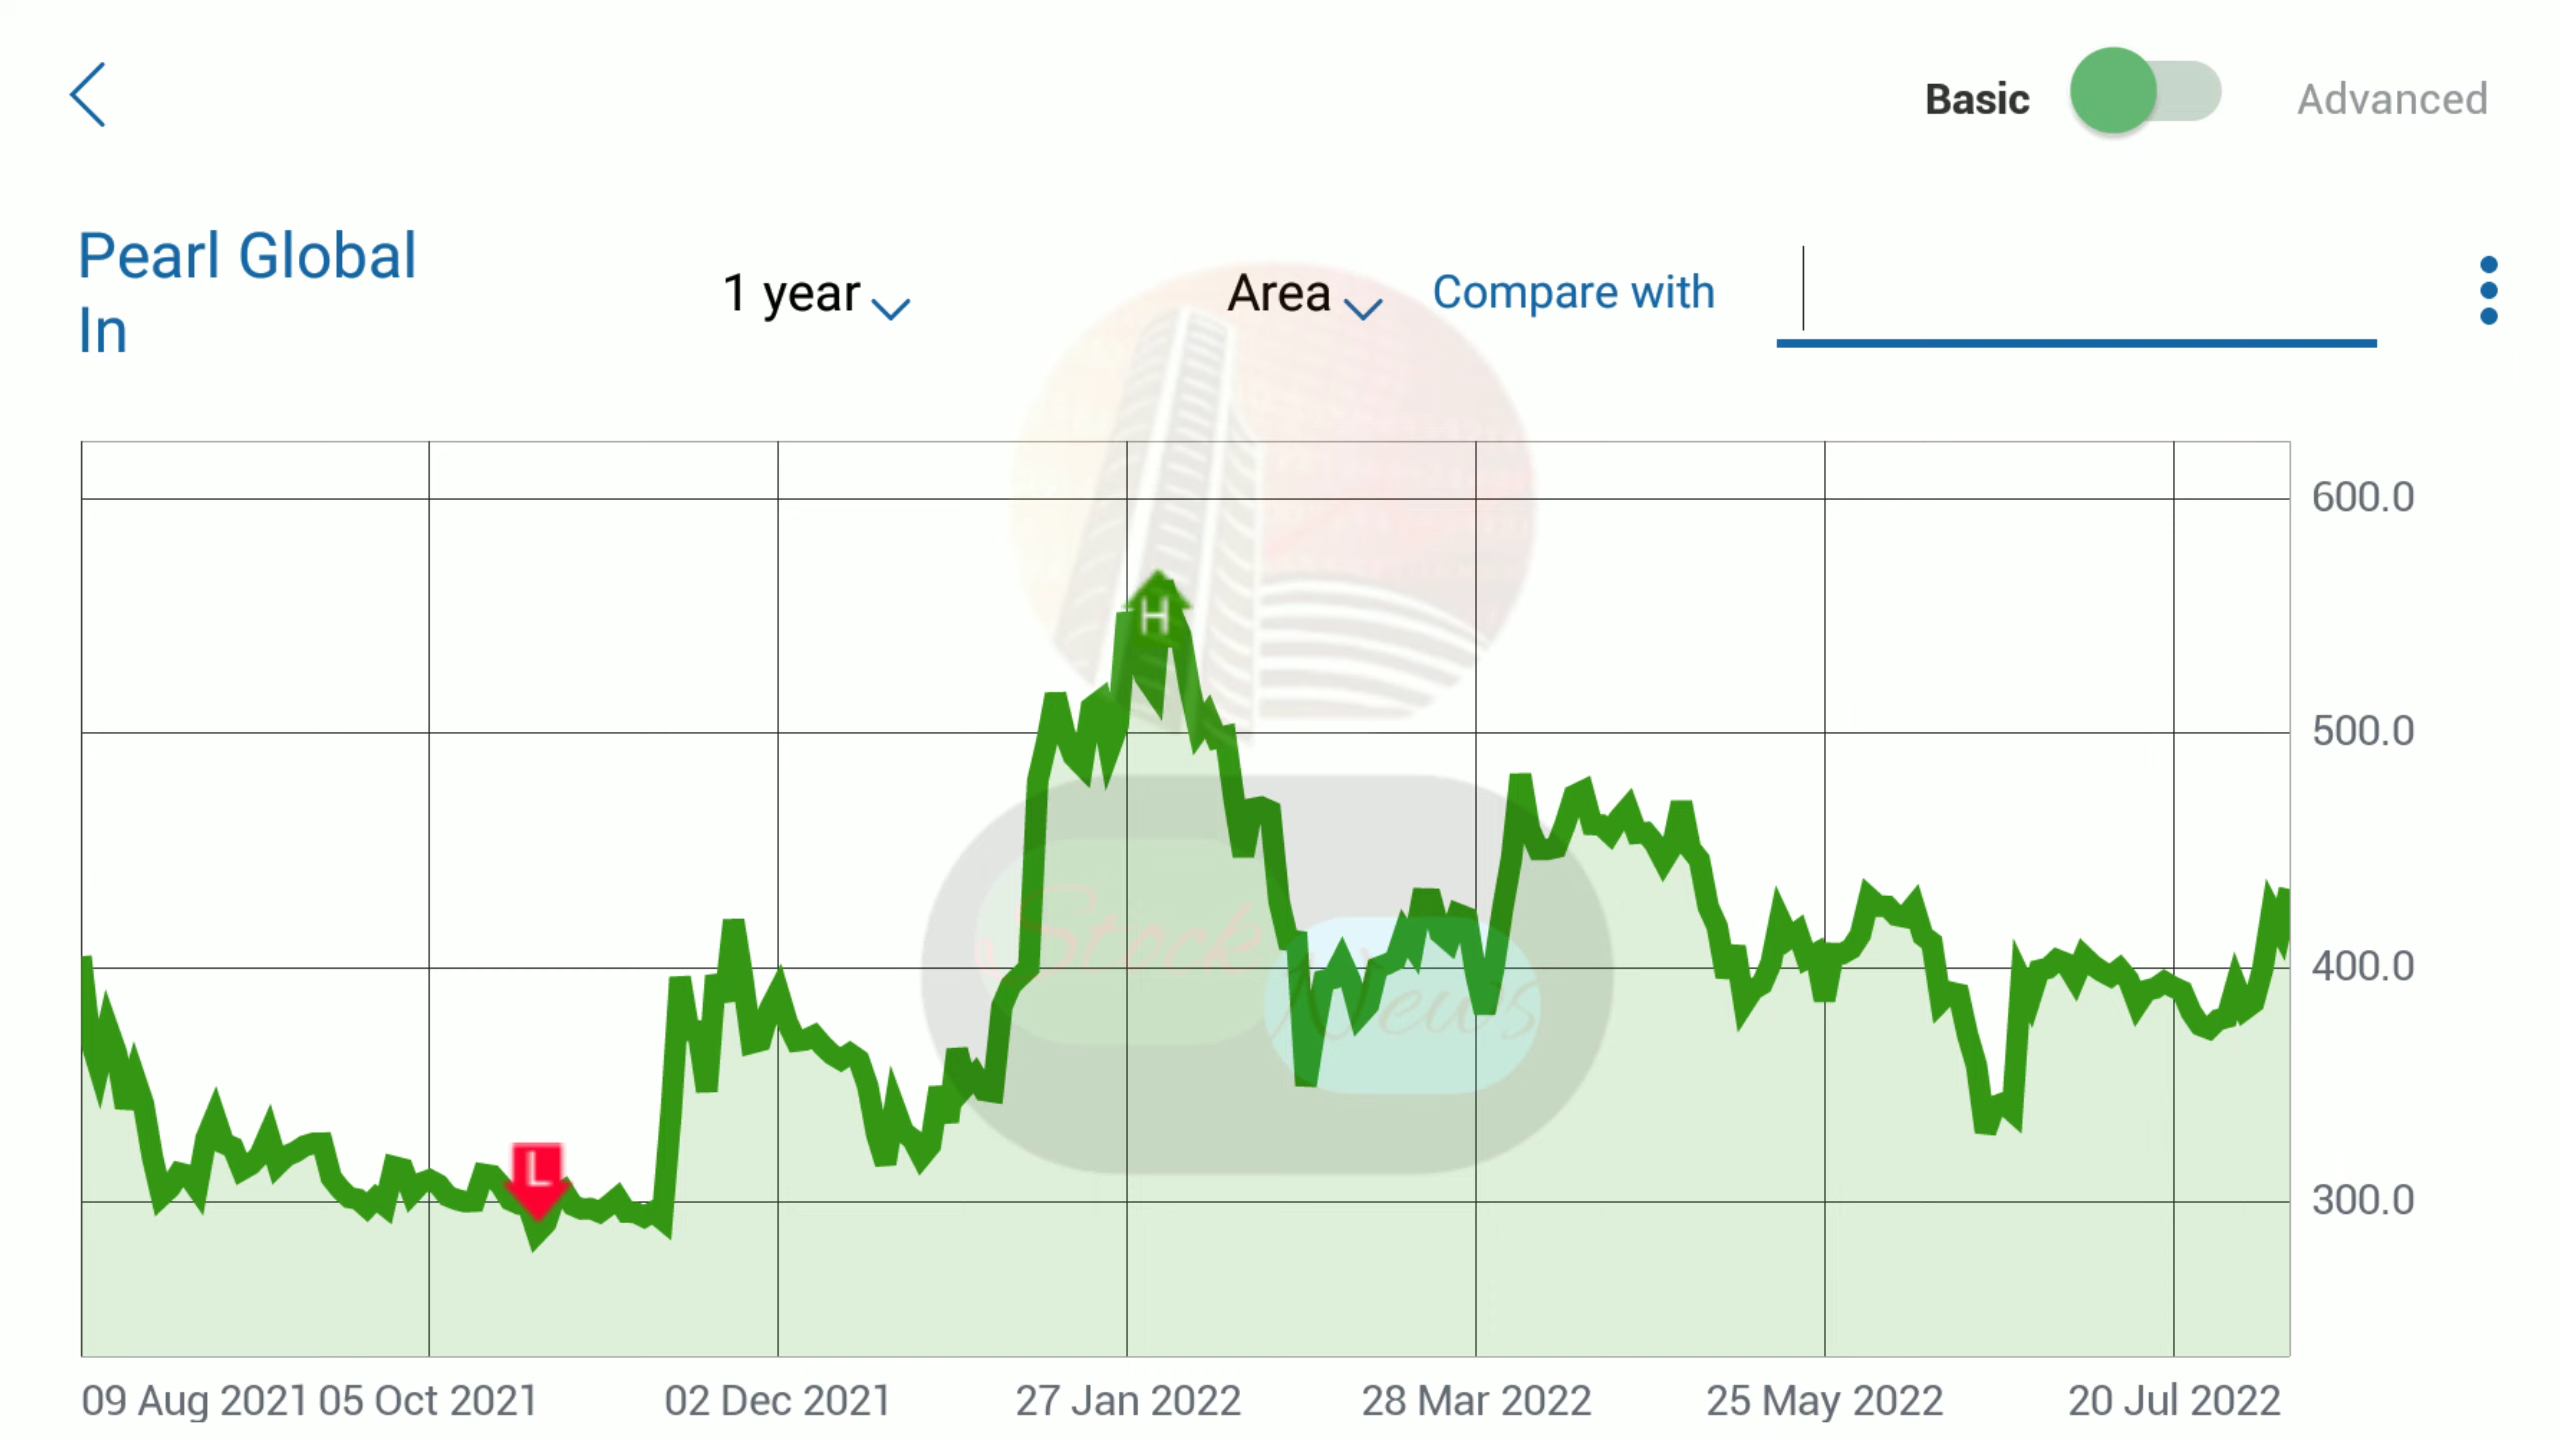 Basic Advanced
Pearl Global
In
1 year Area Compare with
600.0
H
500.0
Stock
400.0
News
L
300.0
09 Aug 2021 05 Oct 2021 02 Dec 2021 27 Jan 2022 28 Mar 2022 25 May 2022 20 Jul 2022